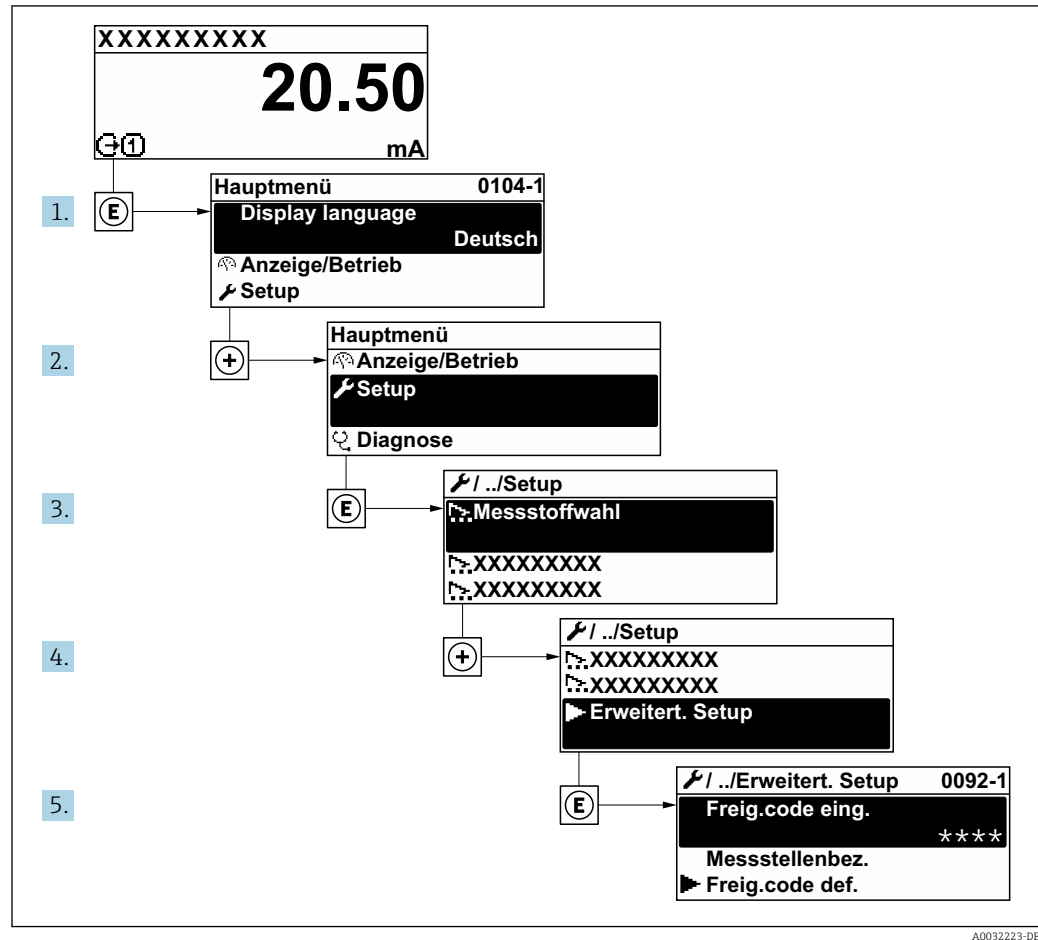 XXXXXXXXX
20.50
1 mA
1. E
Hauptmenü 0104-1
Display language
Deutsch
Anzeige/Betrieb
Setup
2. +
Hauptmenü
Anzeige/Betrieb
Setup
Diagnose
3. E
/ ../Setup
Messstoffwahl
XXXXXXXXX
XXXXXXXXX
4. +
/ ../Setup
XXXXXXXXX
XXXXXXXXX
Erweitert. Setup
5. E
/ ../Erweitert. Setup 0092-1
Freig.code eing.
****
Messstellenbez.
Freig.code def.
A0032223-DE